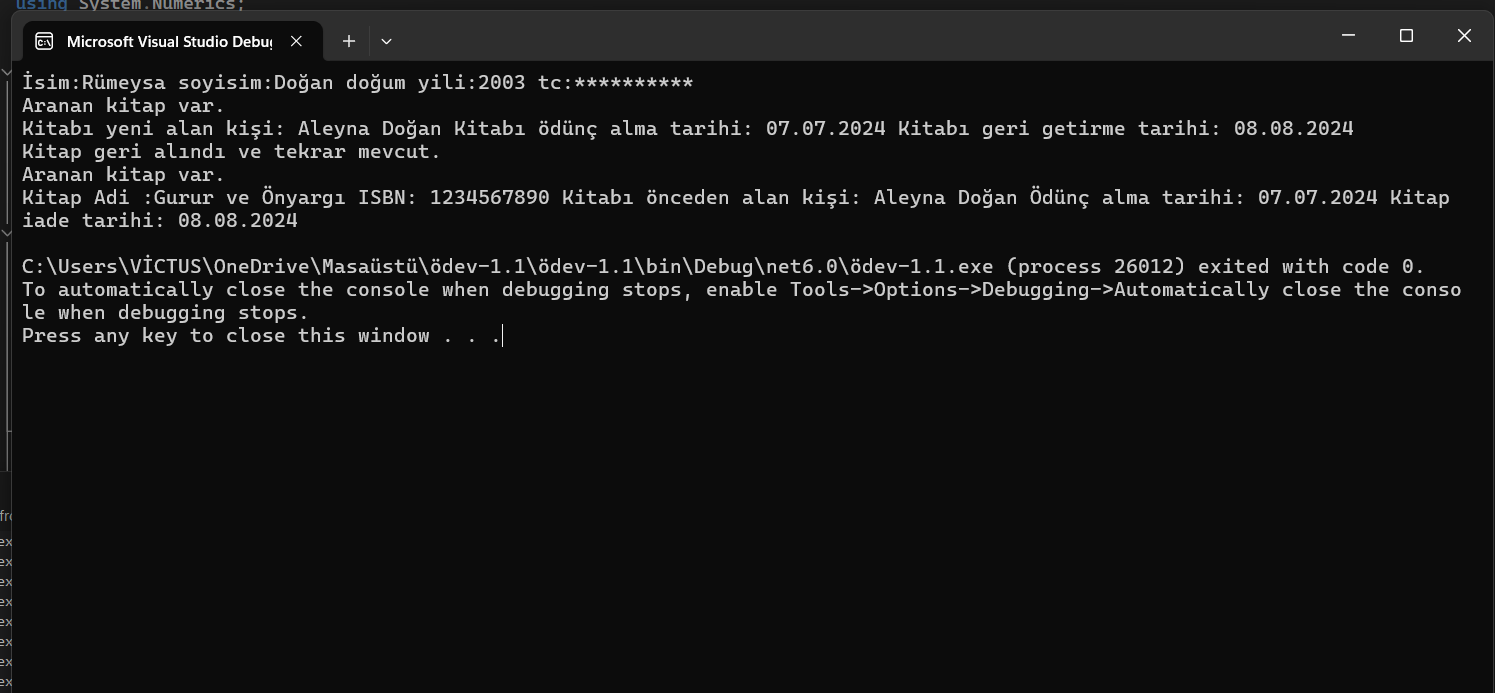 using System.Numerics;
Microsoft Visual Studio Debug
İsim:Rümeysa soyisim:Doğan doğum yili:2003 tc:**********
Aranan kitap var.
Kitabı yeni alan kişi: Aleyna Doğan Kitabı ödünç alma tarihi: 07.07.2024 Kitabı geri getirme tarihi: 08.08.2024
Kitap geri alındı ve tekrar mevcut.
Aranan kitap var.
Kitap Adi :Gurur ve Önyargı ISBN: 1234567890 Kitabı önceden alan kişi: Aleyna Doğan Ödünç alma tarihi: 07.07.2024 Kitap
iade tarihi: 08.08.2024
C:\Users\VİCTUS\OneDrive\Masaüstü\ödev-1.1\ödev-1.1\bin\Debug\net6.0\ödev-1.1.exe (process 26012) exited with code 0.
To automatically close the console when debugging stops, enable Tools->Options->Debugging->Automatically close the conso
le when debugging stops.
Press any key to close this window . . .